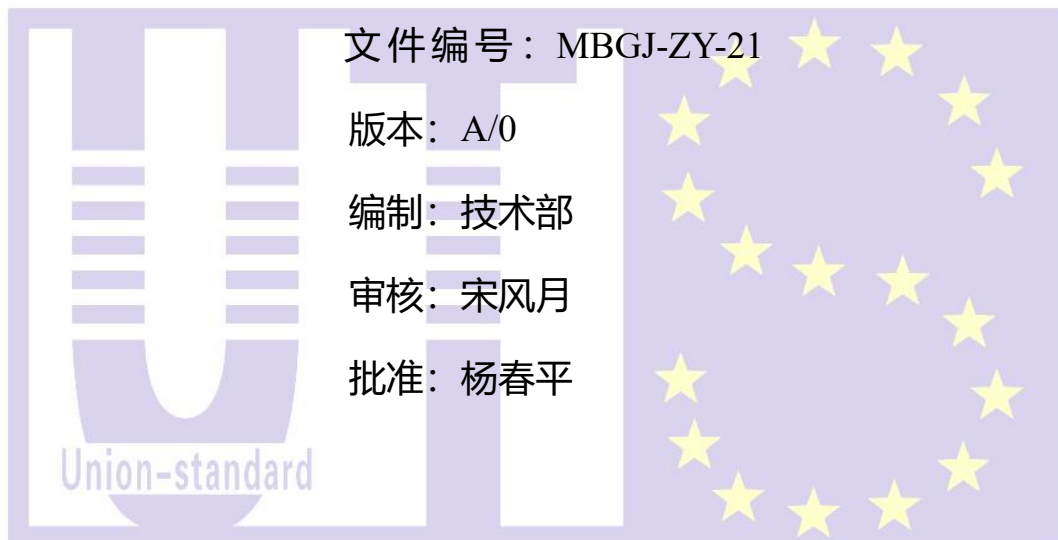 文件编号：MBGJ-ZY-21
版本：A/0
编制：技术部
审核：宋风月
批准：杨春平
Union-standard